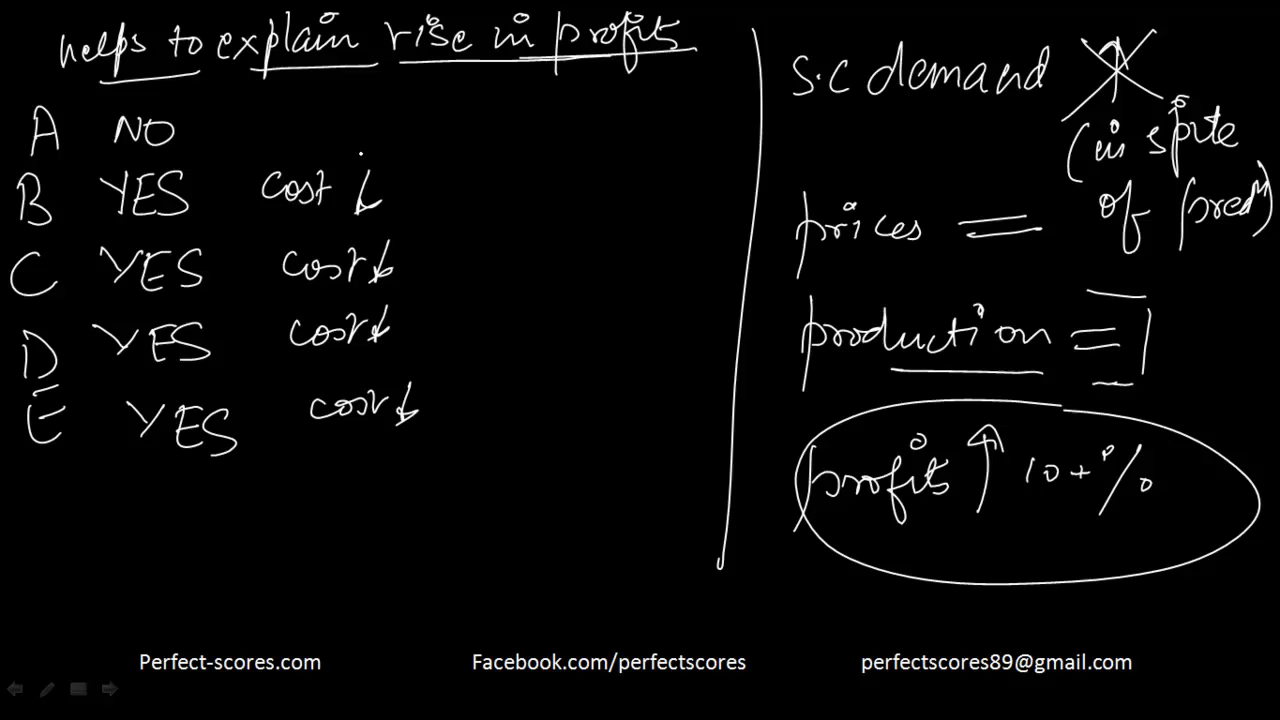 helps to explain rise in profits
A NO
B YES cost ↓
C YES cost ↓
D YES cost ↓
E YES cost ↓
S.C demand ↑
(in spite
of predn)
prices =
production =
profits ↑ 10+%
Perfect-scores.com
Facebook.com/perfectscores
perfectscores89@gmail.com